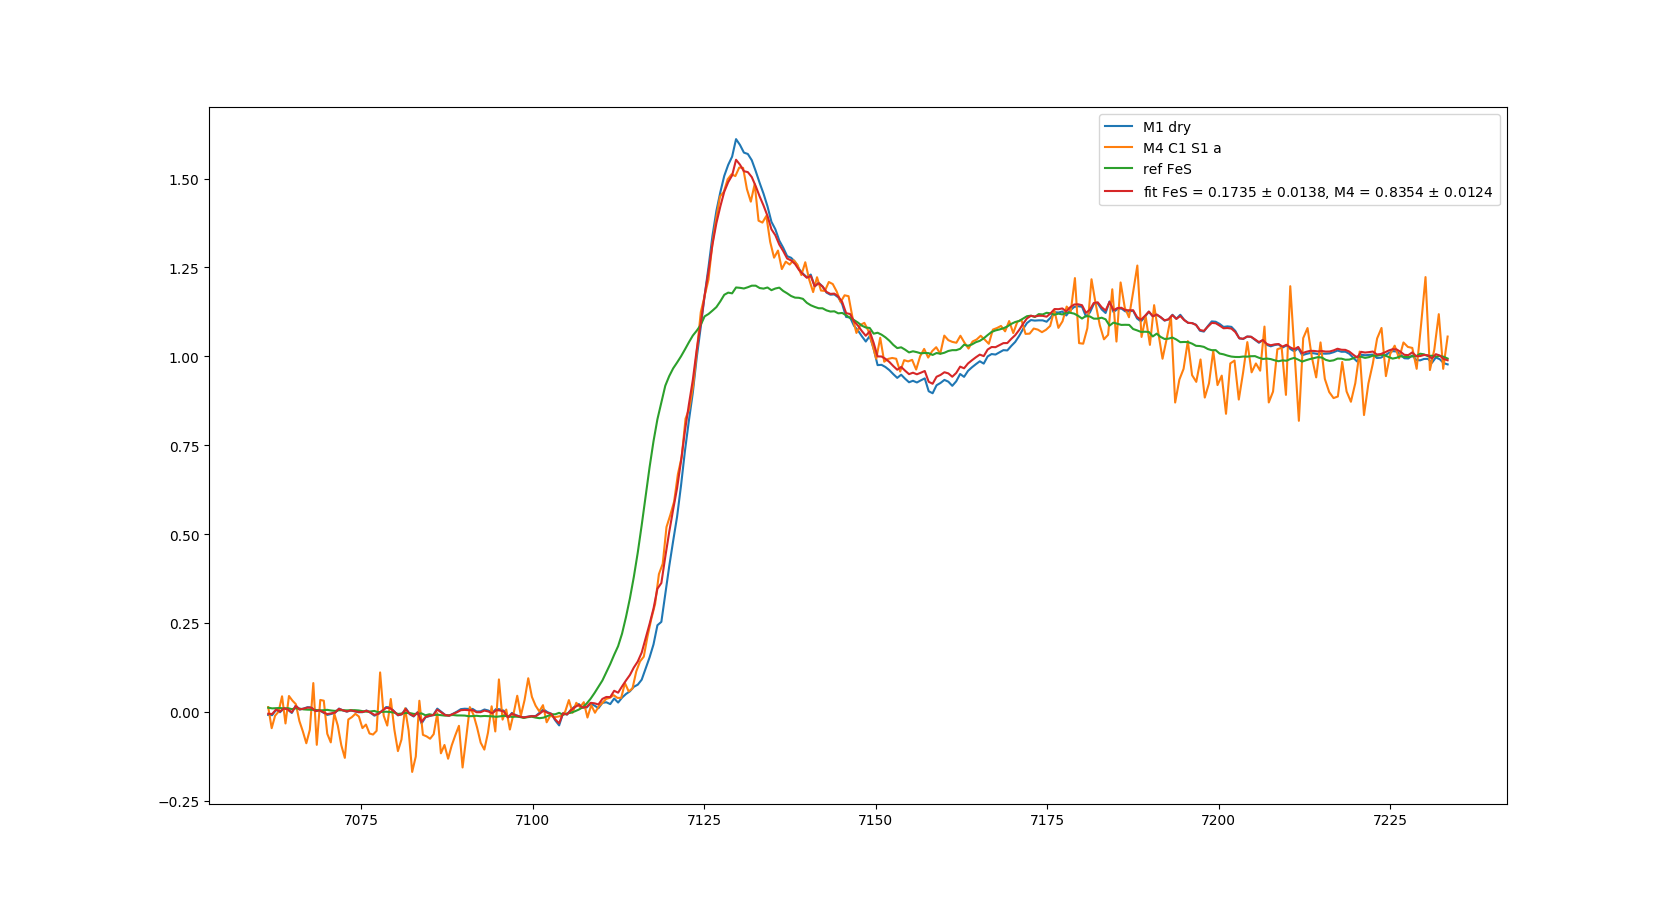 M1 dry
M4 C1 S1 a
ref FeS
fit FeS = 0.1735 ± 0.0138, M4 = 0.8354 ± 0.0124
1.50
1.25
1.00
0.75
0.50
0.25
0.00
−0.25
7075 7100 7125 7150 7175 7200 7225